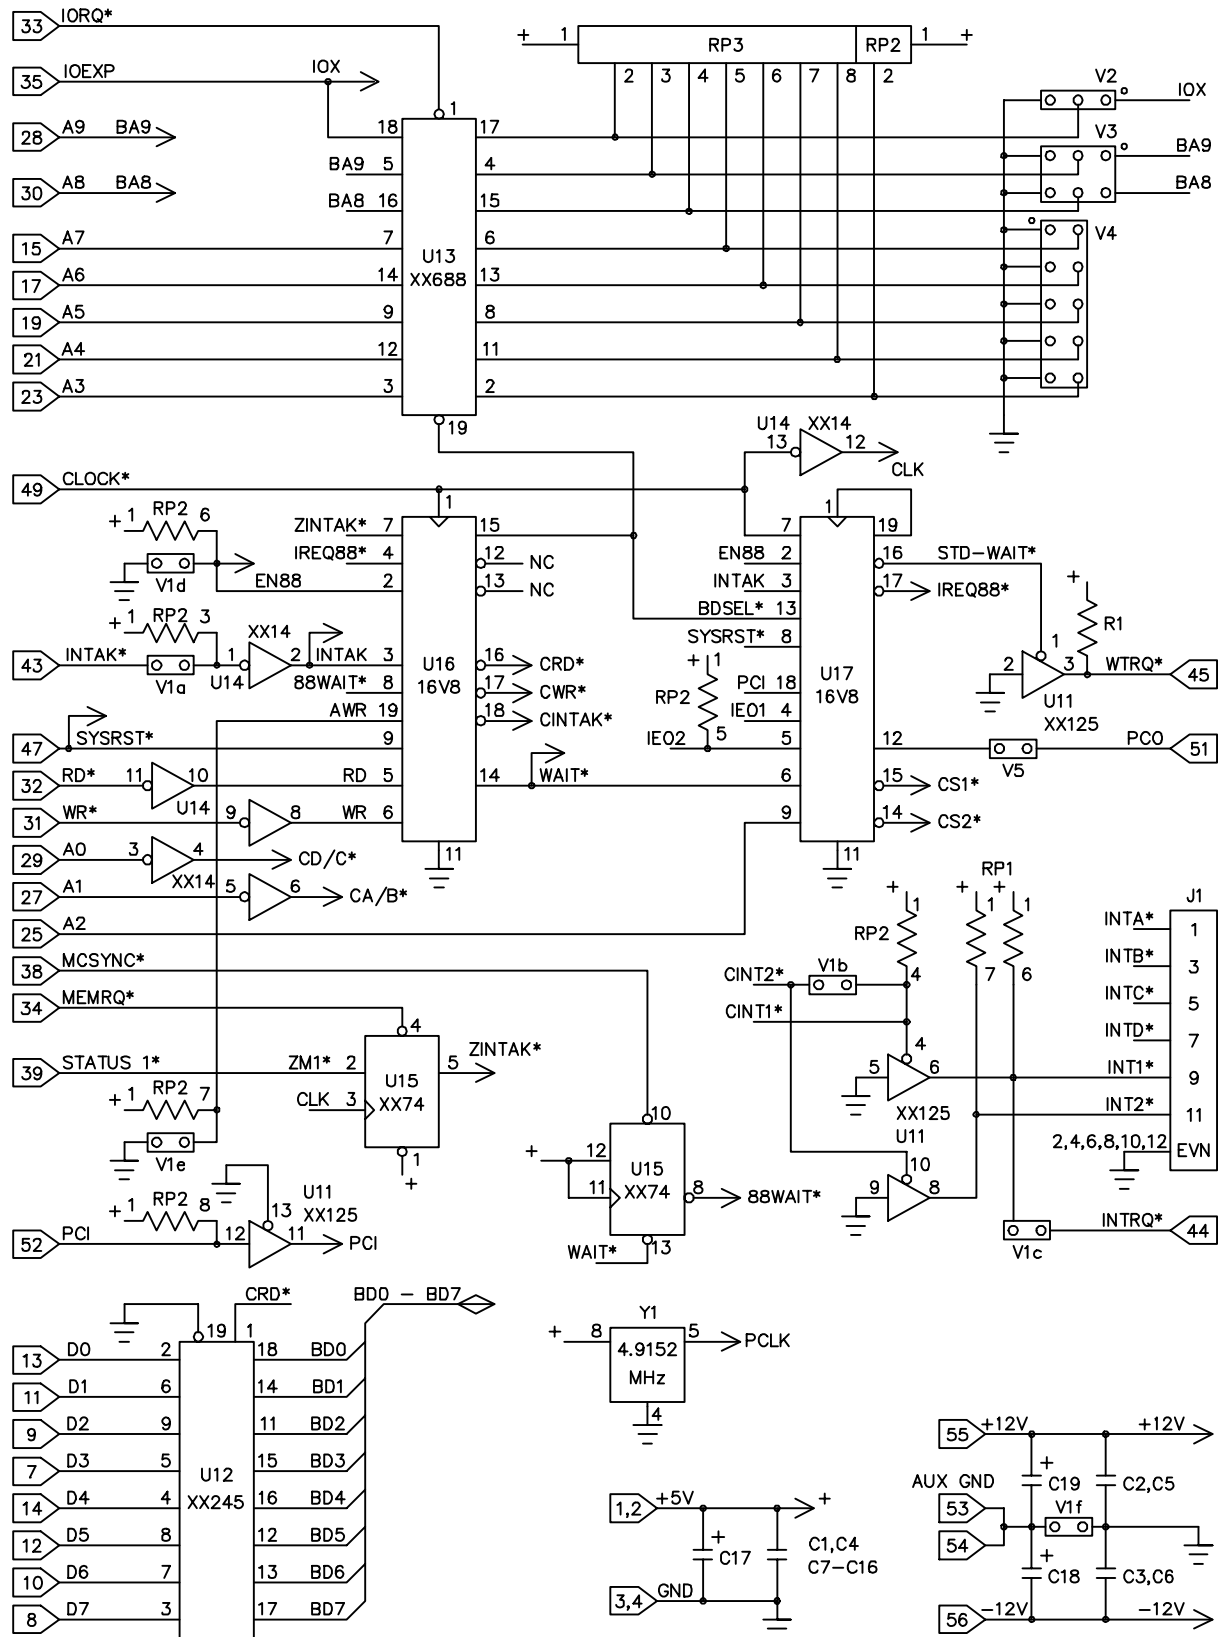 33 IORQ* + 1 RP3 RP2 1 +
35 IOEXP IOX 2 3 4 5 6 7 8 2 V2 IOX
1
28 A9 BA9 18 17 V3
BA9 5 4 BA9
30 A8 BA8 BA8 16 15 BA8
15 A7 7 6 V4
U13
XX688
17 A6 14 13
19 A5 9 8
21 A4 12 11
23 A3 3 2
19
U14 XX14
13 12
CLK
49 CLOCK*
1 1
+ 1 RP2 6 ZINTAK* 7 15 7 19
IREQ88* 4 12 NC EN88 2 16 STD-WAIT*
V1d EN88 2 13 NC INTAK 3 17 IREQ88* +
+ 1 RP2 3 XX14 BDSEL* 13 R1
SYSRST* 8 1
43 INTAK* V1a 1 U14 2 INTAK 3 U16 16V8 16 CRD* + 1 U17 16V8 2 3 WTRQ* 45
88WAIT* 8 17 CWR* RP2 PCI 18 U11
AWR 19 18 CINTAK* IEO1 4 XX125
47 SYSRST* 9 IEO2 5 5 12 V5 PCO 51
32 RD* 11 10 U14 RD 5 14 WAIT* 6 15 CS1*
31 WR* 9 8 WR 6 9 14 CS2*
29 A0 3 4 XX14 CD/C* 11 11
27 A1 5 6 CA/B* RP1
+ + +
1 1 1 J1
25 A2 RP2 INTA* 1
38 MCSYNC* V1b 4 7 6 INTB* 3
CINT2*
34 MEMRQ* CINT1* INTC* 5
4 4 INTD* 7
39 STATUS 1* ZM1* 2 U15 XX74 5 ZINTAK* 5 6 INT1* 9
+ 1 RP2 7 CLK 3 10 XX125 INT2* 11
U11
V1e 1 + + 12 U15 XX74 10 2,4,6,8,10,12 EVN
+ 1 RP2 8 13 U11 XX125 11 8 88WAIT* 9 8
52 PCI 12 11 PCI WAIT* 13 V1c INTRQ* 44
CRD* BD0 - BD7
19 1 Y1
13 D0 2 18 BD0 + 8 4.9152 MHz 5 PCLK
11 D1 6 14 BD1 4
9 D2 9 11 BD2 55 +12V +12V
7 D3 5 U12 XX245 15 BD3 AUX GND + C19 C2,C5
14 D4 4 16 BD4 1,2 +5V + 53 V1f
12 D5 8 12 BD5 + C17 C1,C4 C7-C16 54
10 D6 7 13 BD6 3,4 GND + C18 C3,C6
8 D7 3 17 BD7 56 -12V -12V